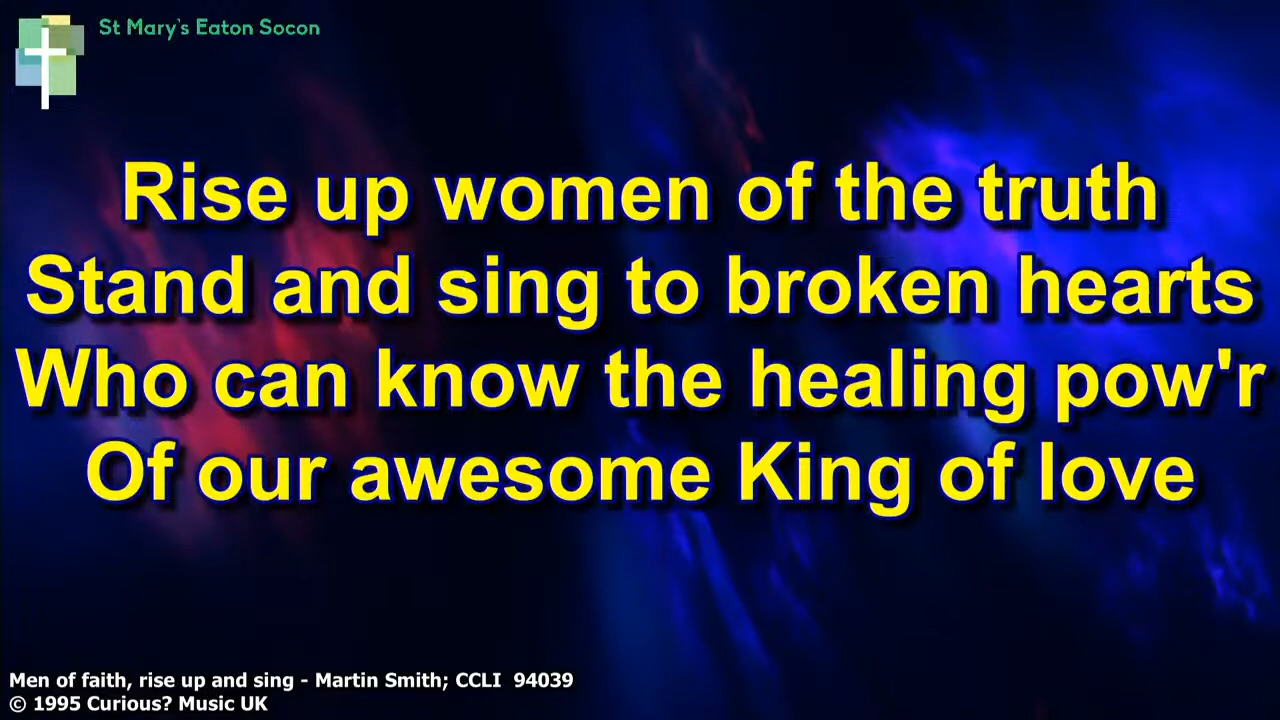 St Mary's Eaton Socon
Rise up women of the truth
Stand and sing to broken hearts
Who can know the healing pow'r
Of our awesome King of love
Men of faith, rise up and sing - Martin Smith; CCLI  94039
© 1995 Curious? Music UK